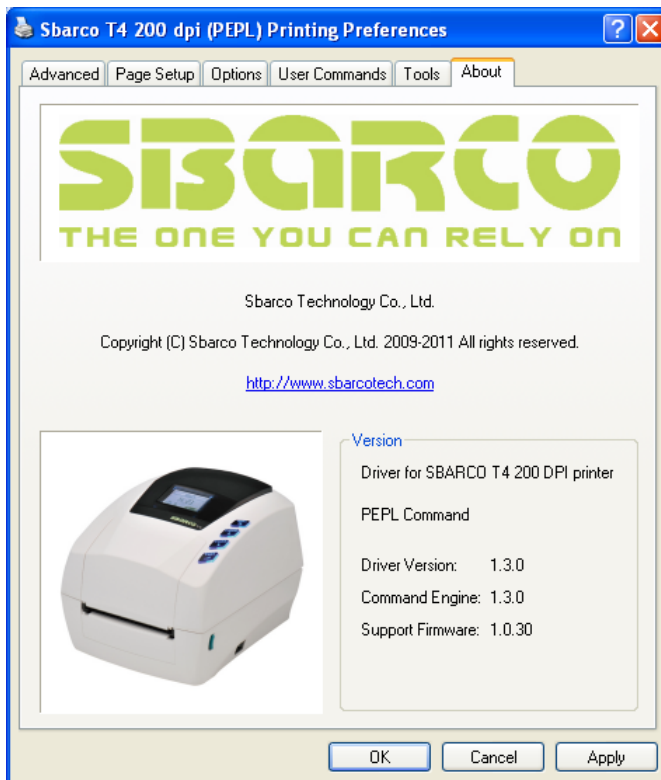 Sbarco T4 200 dpi (PEPL) Printing Preferences
Advanced Page Setup Options User Commands Tools About
SBARCO
THE ONE YOU CAN RELY ON
Sbarco Technology Co., Ltd.
Copyright (C) Sbarco Technology Co., Ltd. 2009-2011 All rights reserved.
http://www.sbarcotech.com
Version
Driver for SBARCO T4 200 DPI printer
PEPL Command
Driver Version: 1.3.0
Command Engine: 1.3.0
Support Firmware: 1.0.30
SBARCO
OK Cancel Apply